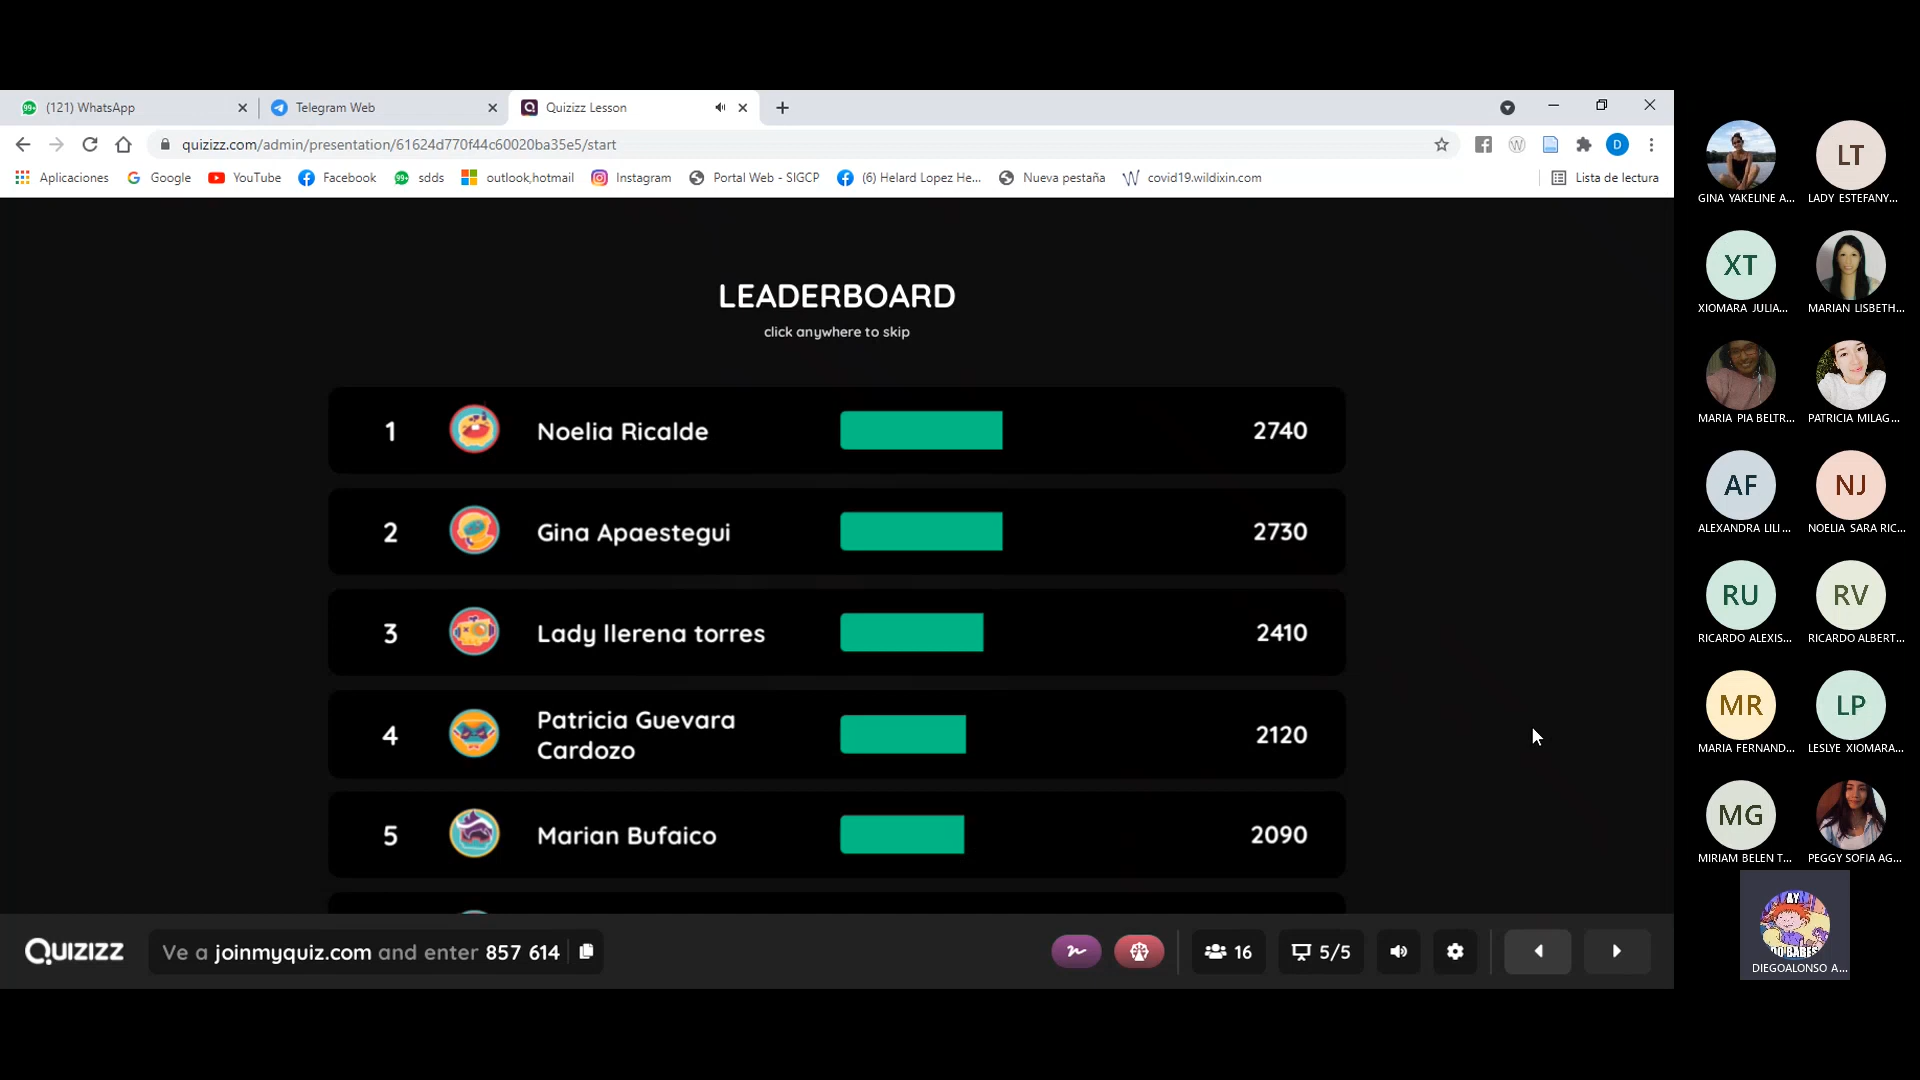 (121) WhatsApp
Telegram Web
Quizizz Lesson
quizizz.com/admin/presentation/61624d770f44c60020ba35e5/start
D
Aplicaciones
Google
YouTube
Facebook
sdds
outlook,hotmail
Instagram
Portal Web - SIGCP
(6) Helard Lopez He...
Nueva pestaña
covid19.wildixin.com
Lista de lectura
LEADERBOARD
click anywhere to skip
1 Noelia Ricalde 2740
2 Gina Apaestegui 2730
3 Lady llerena torres 2410
4 Patricia Guevara Cardozo 2120
5 Marian Bufaico 2090
QUIZIZZ
Ve a joinmyquiz.com and enter 857 614
16
5/5
GINA YAKELINE A...
LT
LADY ESTEFANY...
XT
XIOMARA JULIA...
MARIAN LISBETH...
MARIA PIA BELTR...
PATRICIA MILAG...
AF
ALEXANDRA LILI...
NJ
NOELIA SARA RIC...
RU
RICARDO ALEXIS...
RV
RICARDO ALBERT...
MR
MARIA FERNAND...
LP
LESLYE XIOMARA...
MG
MIRIAM BELEN T...
PEGGY SOFIA AG...
AY
DIEGOALONSO A...